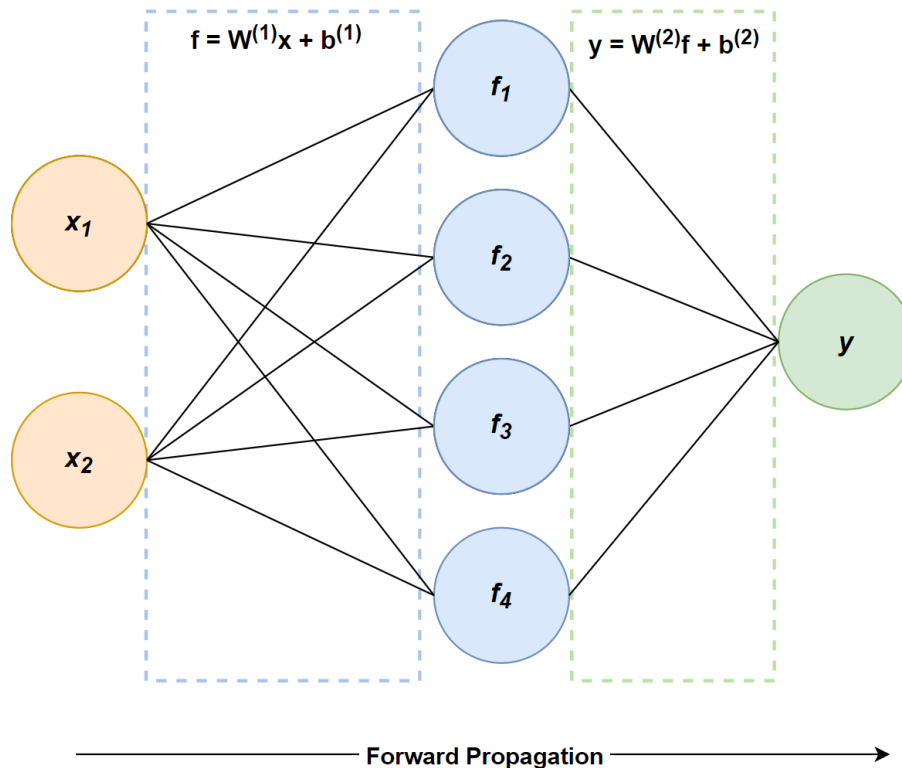 f = W⁽¹⁾x + b⁽¹⁾
y = W⁽²⁾f + b⁽²⁾
f₁
x₁
f₂
y
f₃
x₂
f₄
Forward Propagation